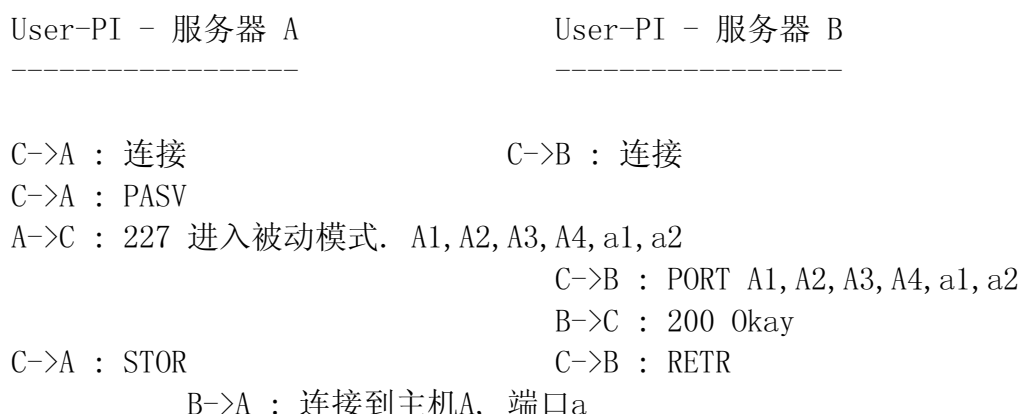 User-PI - 服务器 A                User-PI - 服务器 B
------------------                ------------------
C->A : 连接                    C->B : 连接
C->A : PASV
A->C : 227 进入被动模式. A1,A2,A3,A4,a1,a2
C->B : PORT A1,A2,A3,A4,a1,a2
B->C : 200 Okay
C->A : STOR                       C->B : RETR
B->A : 连接到主机A, 端口a